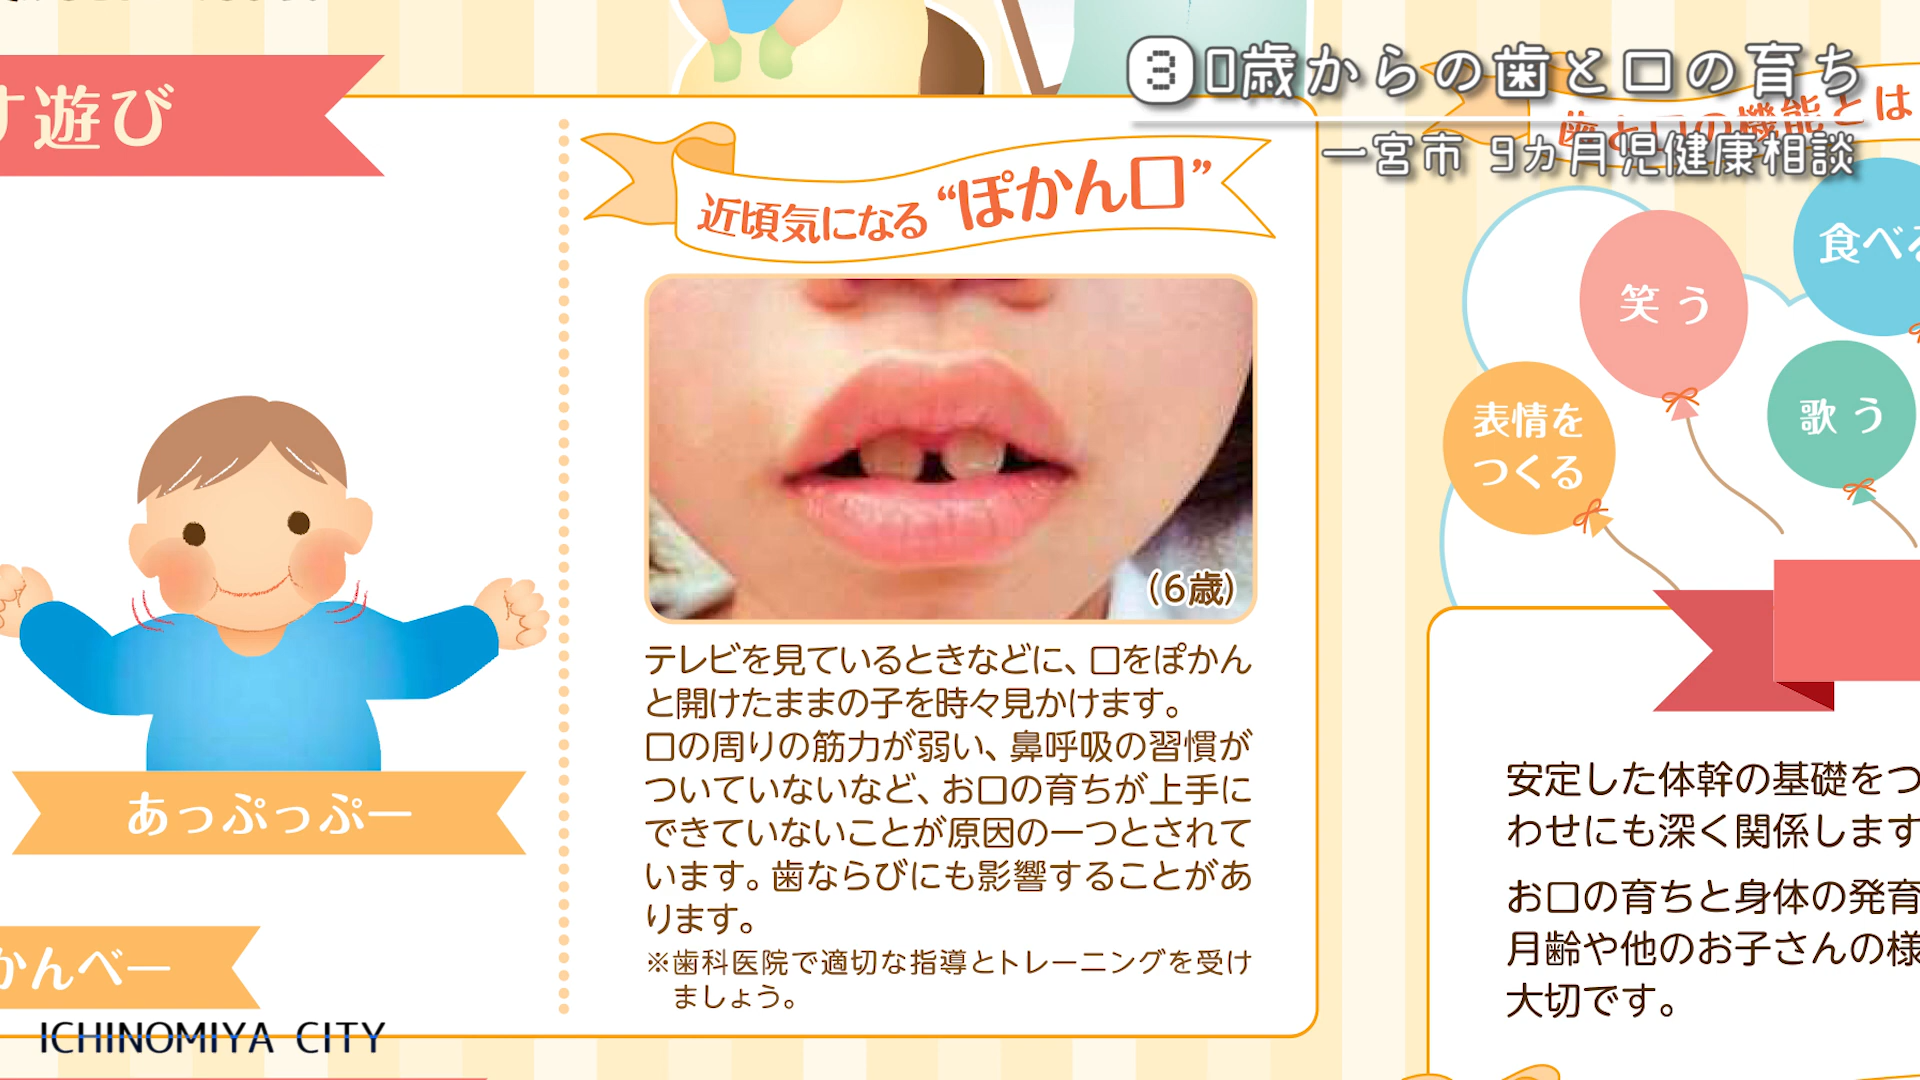 ③0歳からの歯と口の育ち
一宮市 9ヵ月児健康相談
す遊び
近頃気になる“ぽかん口”
(6歳)
テレビを見ているときなどに、口をぽかん
と開けたままの子を時々見かけます。
口の周りの筋力が弱い、鼻呼吸の習慣が
ついていないなど、お口の育ちが上手に
できていないことが原因の一つとされて
います。歯ならびにも影響することがあ
ります。
※歯科医院で適切な指導とトレーニングを受け
ましょう。
あっぷっぷー
かんべー
ICHINOMIYA CITY
歯と口の機能とは
笑う
食べる
表情を
つくる
歌う
安定した体幹の基礎をつ
わせにも深く関係します
お口の育ちと身体の発育
月齢や他のお子さんの様
大切です。